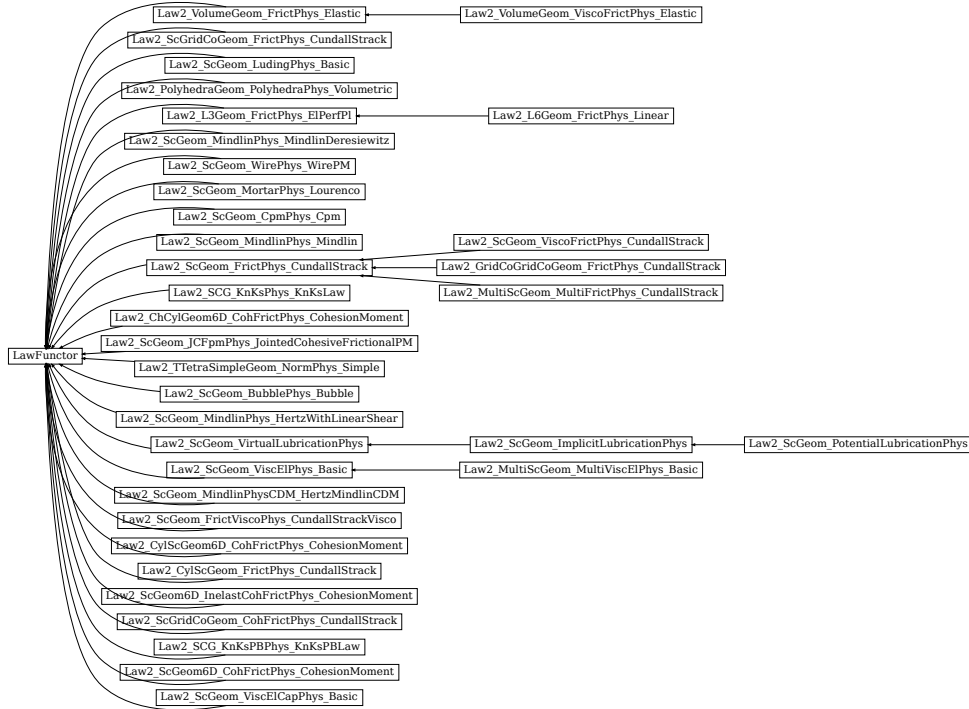 Law2_VolumeGeom_FrictPhys_Elastic
Law2_VolumeGeom_ViscoFrictPhys_Elastic
Law2_ScGridCoGeom_FrictPhys_CundallStrack
Law2_ScGeom_LudingPhys_Basic
Law2_PolyhedraGeom_PolyhedraPhys_Volumetric
Law2_L3Geom_FrictPhys_ElPerfPl
Law2_L6Geom_FrictPhys_Linear
Law2_ScGeom_MindlinPhys_MindlinDeresiewitz
Law2_ScGeom_WirePhys_WirePM
Law2_ScGeom_MortarPhys_Lourenco
Law2_ScGeom_CpmPhys_Cpm
Law2_ScGeom_MindlinPhys_Mindlin
Law2_ScGeom_ViscoFrictPhys_CundallStrack
Law2_ScGeom_FrictPhys_CundallStrack
Law2_GridCoGridCoGeom_FrictPhys_CundallStrack
Law2_SCG_KnKsPhys_KnKsLaw
Law2_MultiScGeom_MultiFrictPhys_CundallStrack
Law2_ChCylGeom6D_CohFrictPhys_CohesionMoment
Law2_ScGeom_JCFpmPhys_JointedCohesiveFrictionalPM
LawFunctor
Law2_TTetraSimpleGeom_NormPhys_Simple
Law2_ScGeom_BubblePhys_Bubble
Law2_ScGeom_MindlinPhys_HertzWithLinearShear
Law2_ScGeom_VirtualLubricationPhys
Law2_ScGeom_ImplicitLubricationPhys
Law2_ScGeom_PotentialLubricationPhys
Law2_ScGeom_ViscElPhys_Basic
Law2_MultiScGeom_MultiViscElPhys_Basic
Law2_ScGeom_MindlinPhysCDM_HertzMindlinCDM
Law2_ScGeom_FrictViscoPhys_CundallStrackVisco
Law2_CylScGeom6D_CohFrictPhys_CohesionMoment
Law2_CylScGeom_FrictPhys_CundallStrack
Law2_ScGeom6D_InelastCohFrictPhys_CohesionMoment
Law2_ScGridCoGeom_CohFrictPhys_CundallStrack
Law2_SCG_KnKsPBPhys_KnKsPBLaw
Law2_ScGeom6D_CohFrictPhys_CohesionMoment
Law2_ScGeom_ViscElCapPhys_Basic